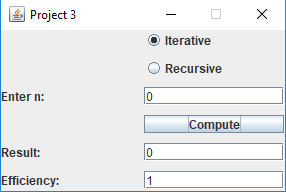 Project 3
Iterative
Recursive
Enter n: 0
Compute
Result: 0
Efficiency: 1